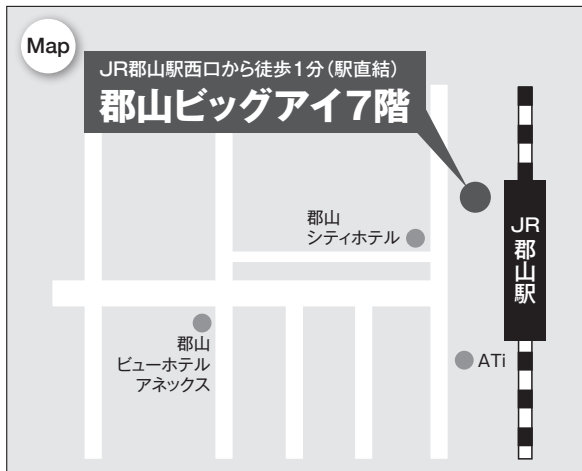 Map
JR郡山駅西口から徒歩1分（駅直結）
郡山ビッグアイ7階
郡山
シティホテル
JR郡山駅
郡山
ビューホテル
アネックス
ATi